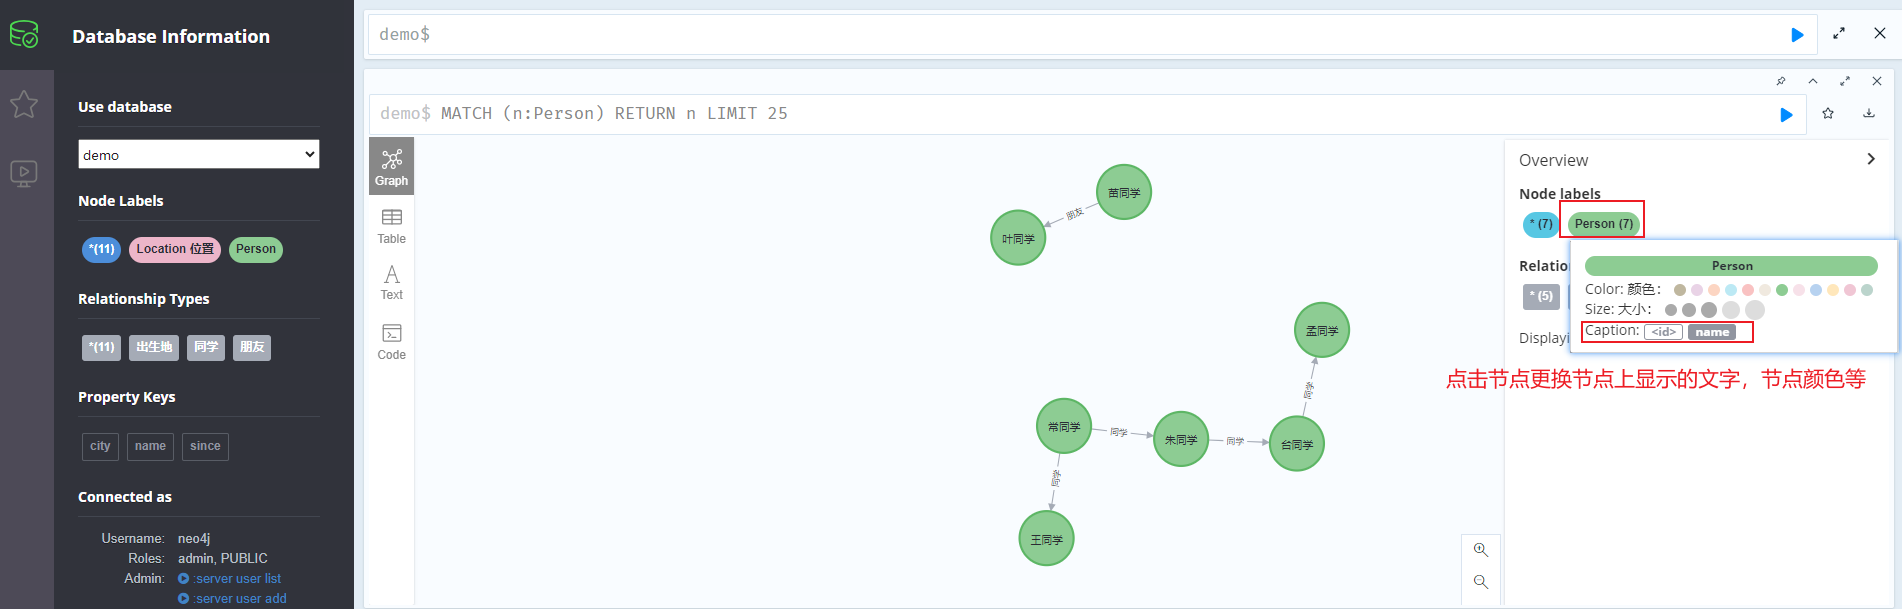 Database Information
Use database
demo
Node Labels
*(11) Location 位置 Person
Relationship Types
*(11) 出生地 同学 朋友
Property Keys
city name since
Connected as
Username: neo4j
Roles: admin, PUBLIC
Admin: :server user list
:server user add
demo$
demo$ MATCH (n:Person) RETURN n LIMIT 25
Graph
Table
Text
Code
苗同学
朋友
叶同学
孟同学
同学
常同学
同学
朱同学
同学
台同学
同学
王同学
Overview
Node labels
* (7) Person (7)
Relatio
* (5)
Displayi
Person
Color: 颜色：
Size: 大小：
Caption: <id> name
点击节点更换节点上显示的文字，节点颜色等